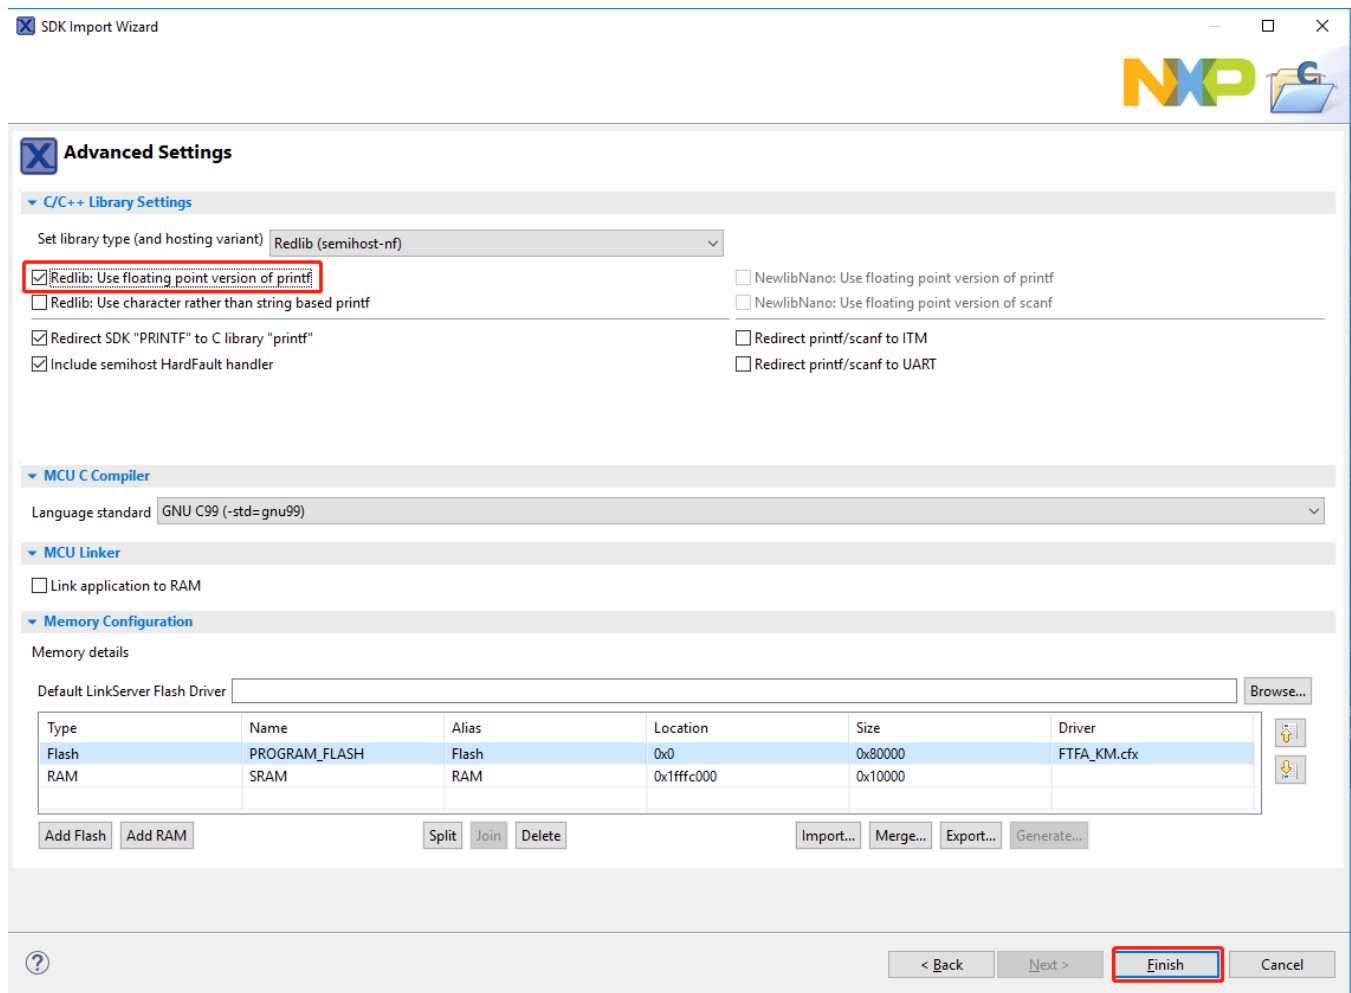 SDK Import Wizard
NXP
Advanced Settings
C/C++ Library Settings
Set library type (and hosting variant) Redlib (semihost-nf)
Redlib: Use floating point version of printf NewlibNano: Use floating point version of printf
Redlib: Use character rather than string based printf NewlibNano: Use floating point version of scanf
Redirect SDK "PRINTF" to C library "printf" Redirect printf/scanf to ITM
Include semihost HardFault handler Redirect printf/scanf to UART
MCU C Compiler
Language standard GNU C99 (-std=gnu99)
MCU Linker
Link application to RAM
Memory Configuration
Memory details
Default LinkServer Flash Driver Browse...
Type Name Alias Location Size Driver
Flash PROGRAM_FLASH Flash 0x0 0x80000 FTFA_KM.cfx
RAM SRAM RAM 0x1fffc000 0x10000
Add Flash Add RAM Split Join Delete Import... Merge... Export... Generate...
? < Back Next > Finish Cancel